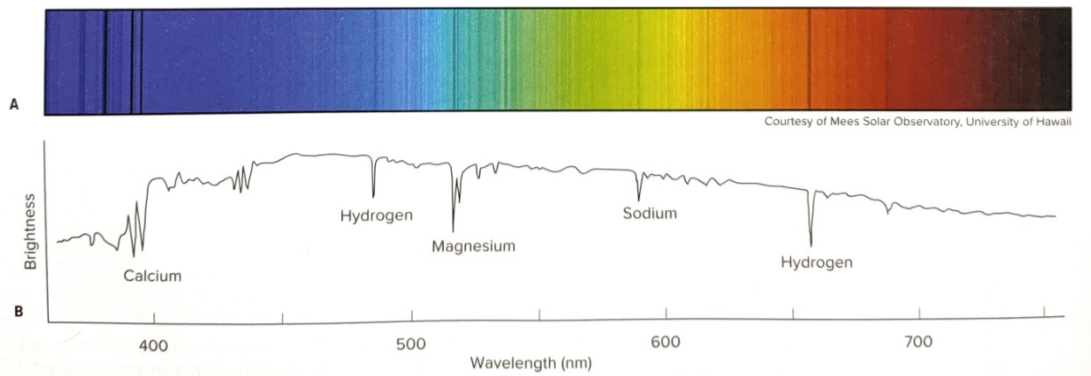 A
Courtesy of Mees Solar Observatory, University of Hawaii
B
Brightness
Hydrogen
Sodium
Magnesium
Hydrogen
Calcium
400 500 600 700
Wavelength (nm)